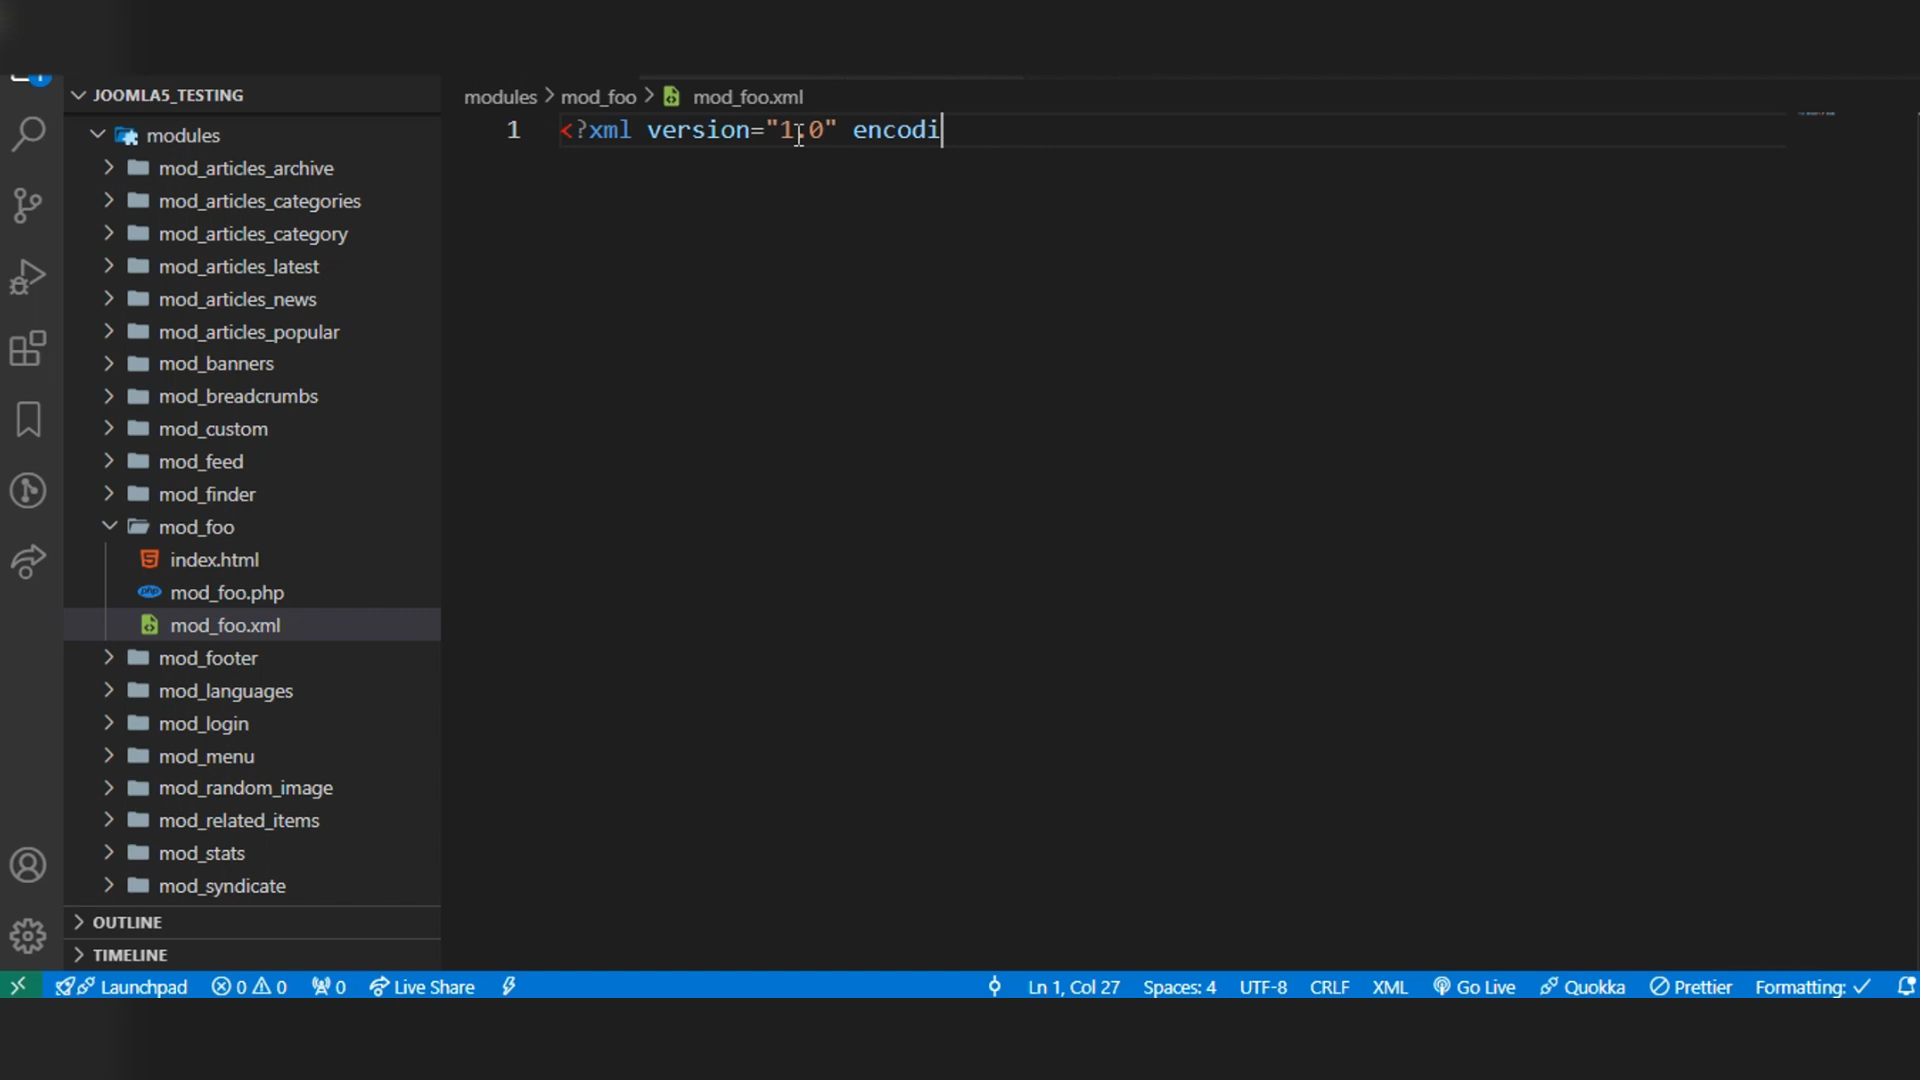 JOOMLA5_TESTING
modules
mod_articles_archive
mod_articles_categories
mod_articles_category
mod_articles_latest
mod_articles_news
mod_articles_popular
mod_banners
mod_breadcrumbs
mod_custom
mod_feed
mod_finder
mod_foo
index.html
mod_foo.php
mod_foo.xml
mod_footer
mod_languages
mod_login
mod_menu
mod_random_image
mod_related_items
mod_stats
mod_syndicate
OUTLINE
TIMELINE
modules > mod_foo > mod_foo.xml
1 <?xml version="1.0" encodi
Launchpad 0 0 0 Live Share Ln 1, Col 27 Spaces: 4 UTF-8 CRLF XML Go Live Quokka Prettier Formatting: ✓